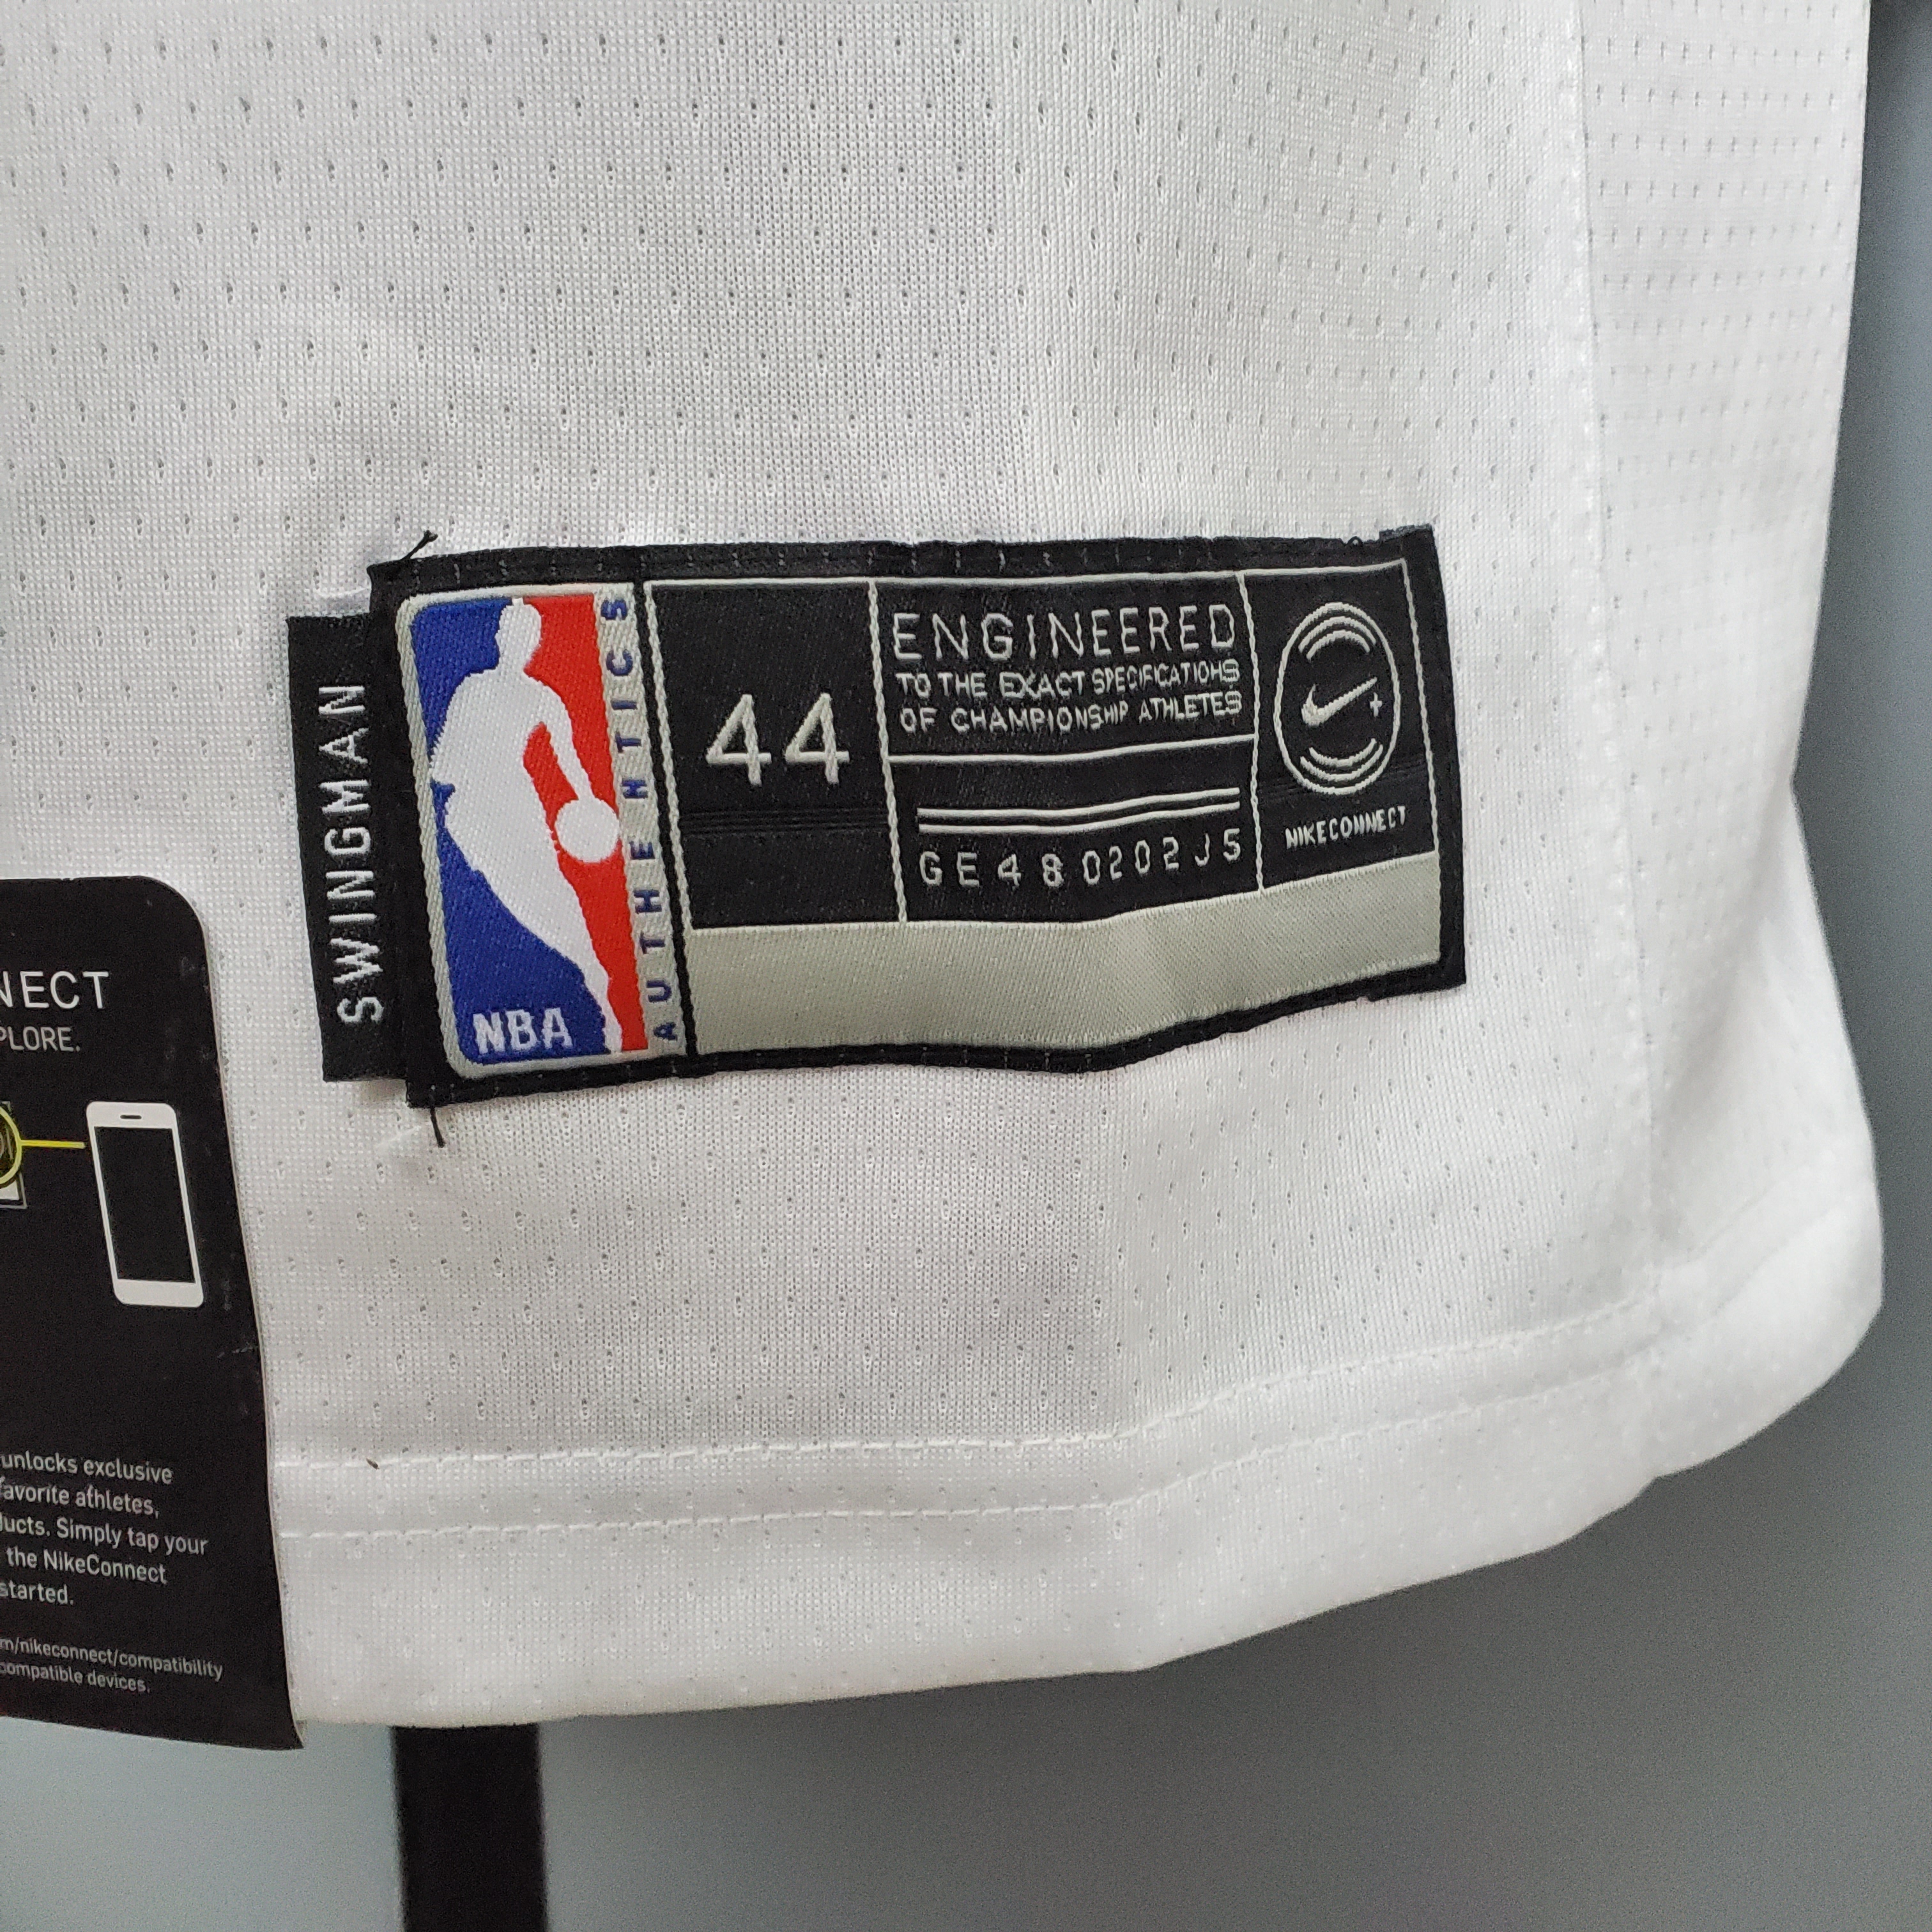 SWINGMAN
NBA
AUTHENTICS
44
ENGINEERED
TO THE EXACT SPECIFICATIOHS
OF CHAMPIONSHIP ATHLETES
GE480202JS
NIKECONNECT
NECT
PLORE.
unlocks exclusive
favorite athletes,
ducts. Simply tap your
the NikeConnect
started.
m/nikeconnect/compatibility
compatible devices.